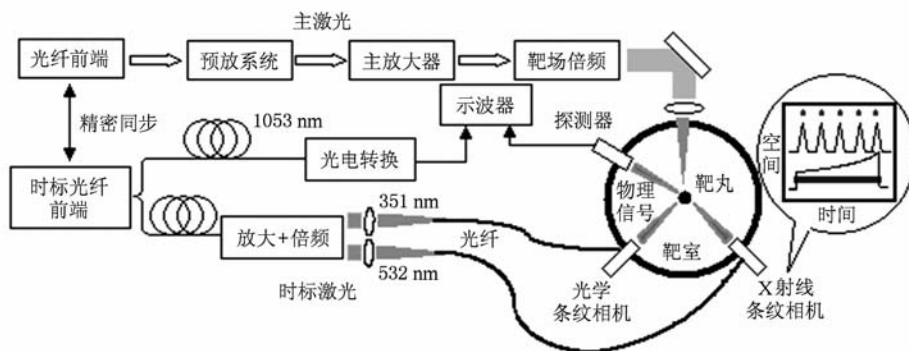 主激光
光纤前端
预放系统
主放大器
靶场倍频
精密同步
1053 nm
示波器
探测器
光电转换
时标光纤
前端
物理
信号
靶丸
空
间
时间
351 nm
放大+倍频
光纤
靶室
532 nm
时标激光
光学
条纹相机
X射线
条纹相机